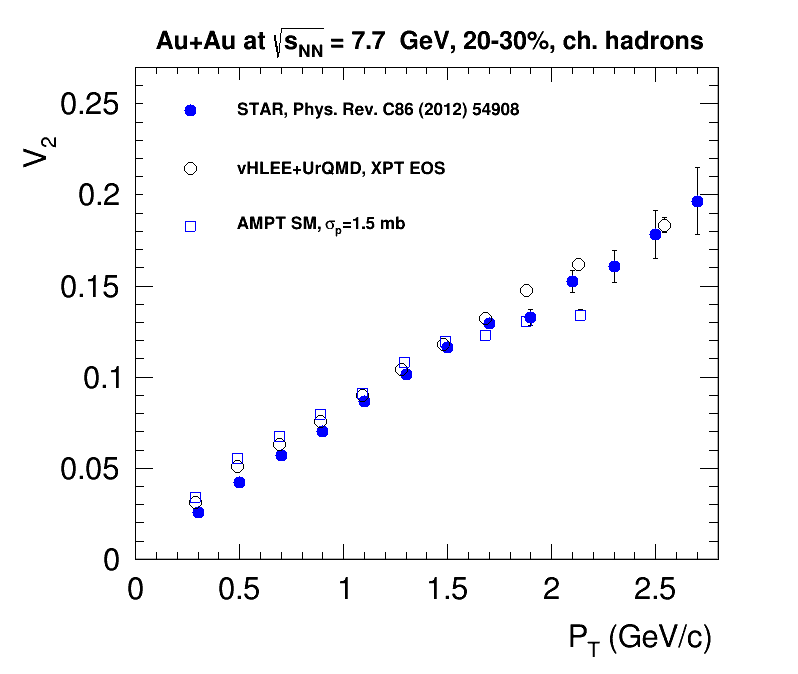 Au+Au at √sNN = 7.7 GeV, 20-30%, ch. hadrons
STAR, Phys. Rev. C86 (2012) 54908
vHLEE+UrQMD, XPT EOS
AMPT SM, σp=1.5 mb
V2
0.25
0.2
0.15
0.1
0.05
0
0 0.5 1 1.5 2 2.5
PT (GeV/c)